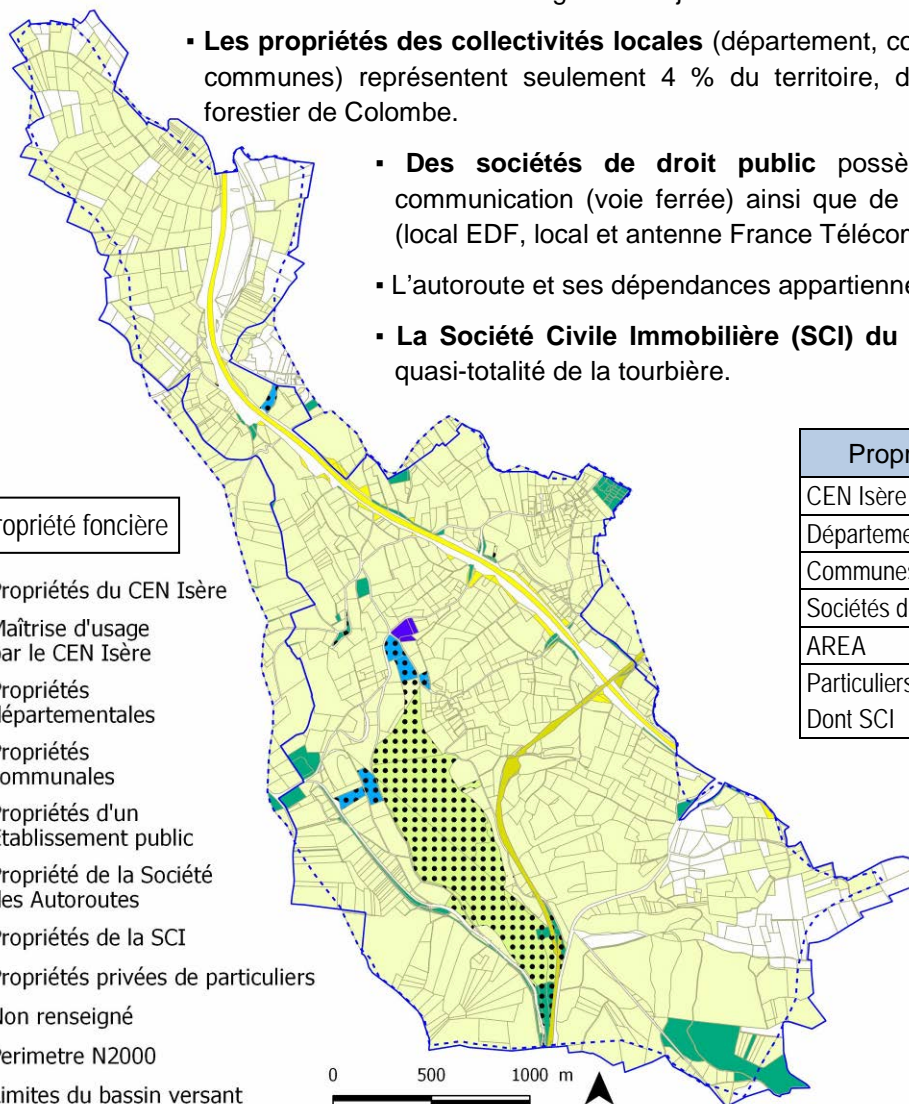 ▪ Les propriétés des collectivités locales (département, co
communes) représentent seulement 4 % du territoire, d
forestier de Colombe.
▪ Des sociétés de droit public possè
communication (voie ferrée) ainsi que de
(local EDF, local et antenne France Téléco
▪ L'autoroute et ses dépendances appartienne
▪ La Société Civile Immobilière (SCI) du
quasi-totalité de la tourbière.
Propr
CEN Isère
Départeme
Communes
Sociétés d
AREA
Particuliers
Dont SCI
ropriété foncière
Propriétés du CEN Isère
Maîtrise d'usage
par le CEN Isère
Propriétés
départementales
Propriétés
communales
Propriétés d'un
Etablissement public
Propriété de la Société
des Autoroutes
Propriétés de la SCI
Propriétés privées de particuliers
Non renseigné
Perimetre N2000
Limites du bassin versant
0 500 1000 m